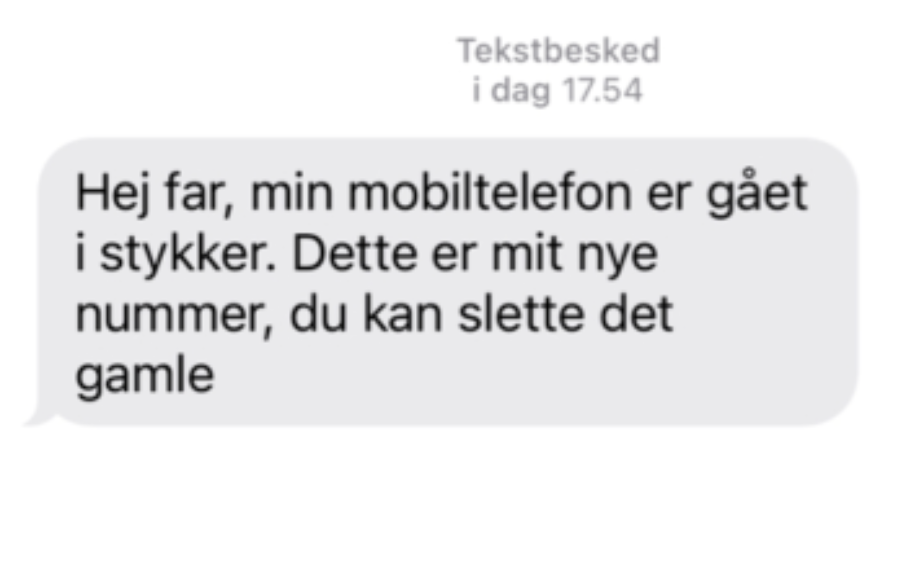 Tekstbesked
i dag 17.54
Hej far, min mobiltelefon er gået
i stykker. Dette er mit nye
nummer, du kan slette det
gamle